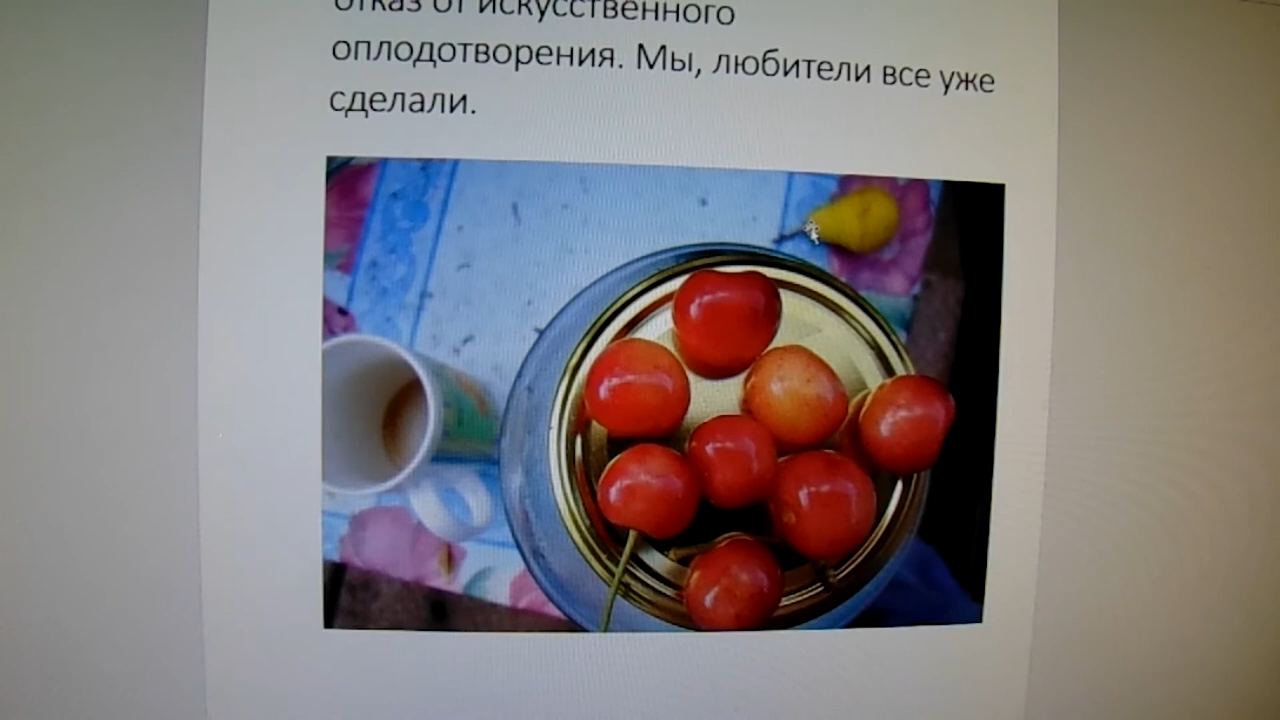 отказ от искусственного
оплодотворения. Мы, любители все уже
сделали.